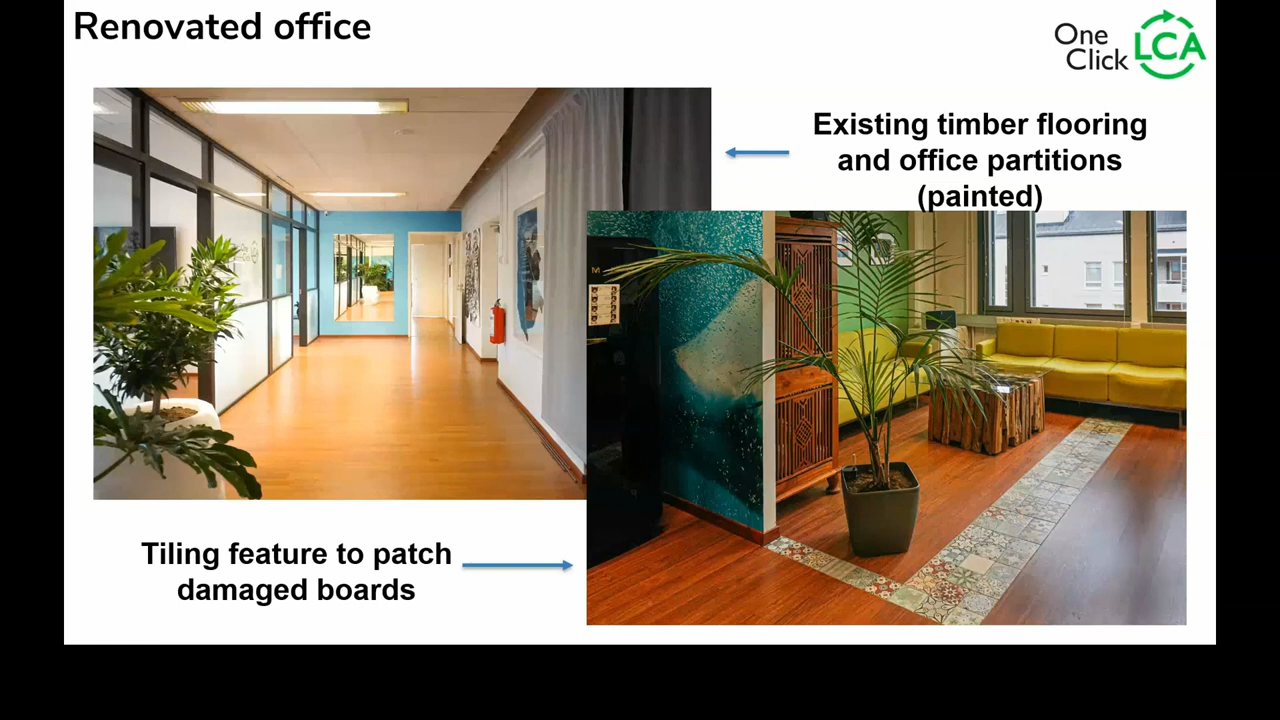 Renovated office
One
Click
LCA
Existing timber flooring
and office partitions
(painted)
Tiling feature to patch
damaged boards